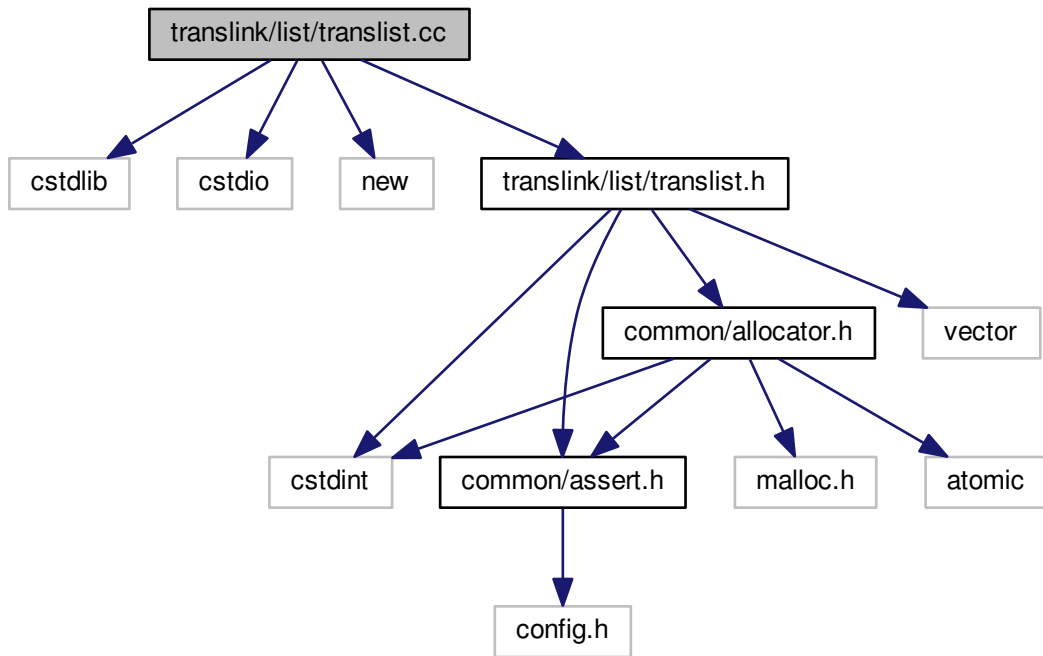 translink/list/translist.cc
cstdlib
cstdio
new
translink/list/translist.h
common/allocator.h
vector
cstdint
common/assert.h
malloc.h
atomic
config.h